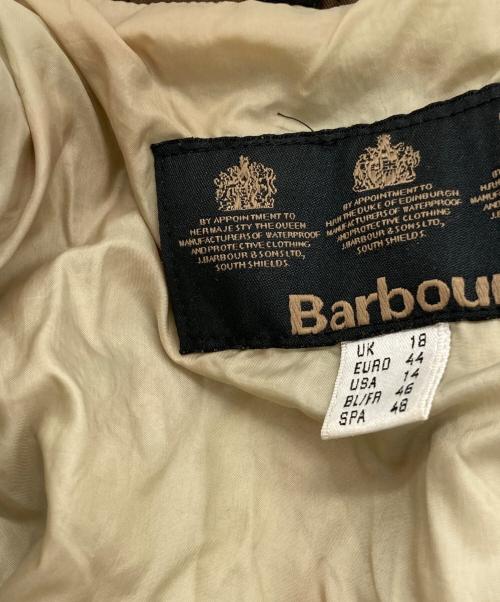 BY APPOINTMENT TO
HER MAJESTY THE QUEEN
MANUFACTURERS OF WATERPROOF
AND PROTECTIVE CLOTHING
J.BARBOUR & SONS LTD,
SOUTH SHIELDS.
BY APPOINTMENT TO
H.R.H. THE DUKE OF EDINBURGH
MANUFACTURERS OF WATERPROOF
AND PROTECTIVE CLOTHING
J.BARBOUR & SONS LTD,
SOUTH SHIELDS.
Barbour
UK 18
EURO 44
USA 14
BL/FR 46
SPA 48